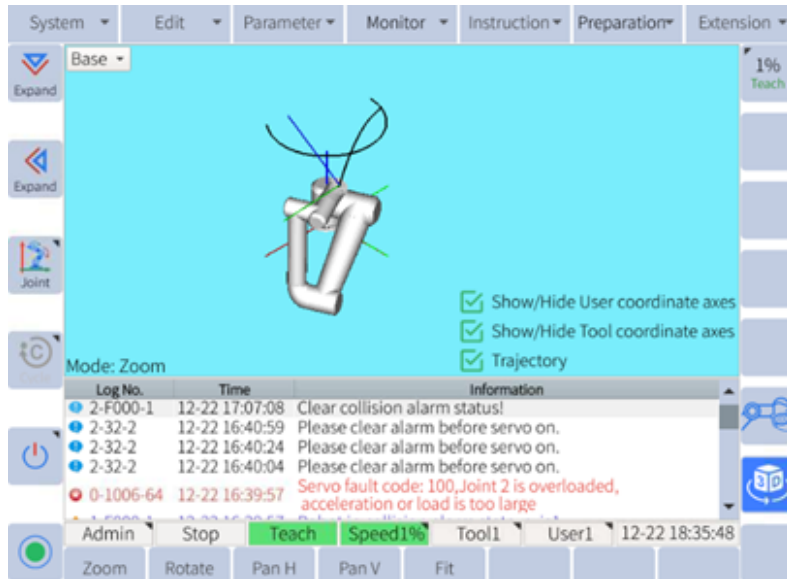 System Edit Parameter Monitor Instruction Preparation Extension
Expand
Base
1%
Teach
Expand
Joint
Show/Hide User coordinate axes
Show/Hide Tool coordinate axes
Trajectory
Mode: Zoom
Log No. Time Information
2-F000-1 12-22 17:07:08 Clear collision alarm status!
2-32-2 12-22 16:40:59 Please clear alarm before servo on.
2-32-2 12-22 16:40:24 Please clear alarm before servo on.
2-32-2 12-22 16:40:04 Please clear alarm before servo on.
0-1006-64 12-22 16:39:57 Servo fault code: 100,Joint 2 is overloaded,
acceleration or load is too large
3D
Admin Stop Teach Speed1% Tool1 User1 12-22 18:35:48
Zoom Rotate Pan H Pan V Fit